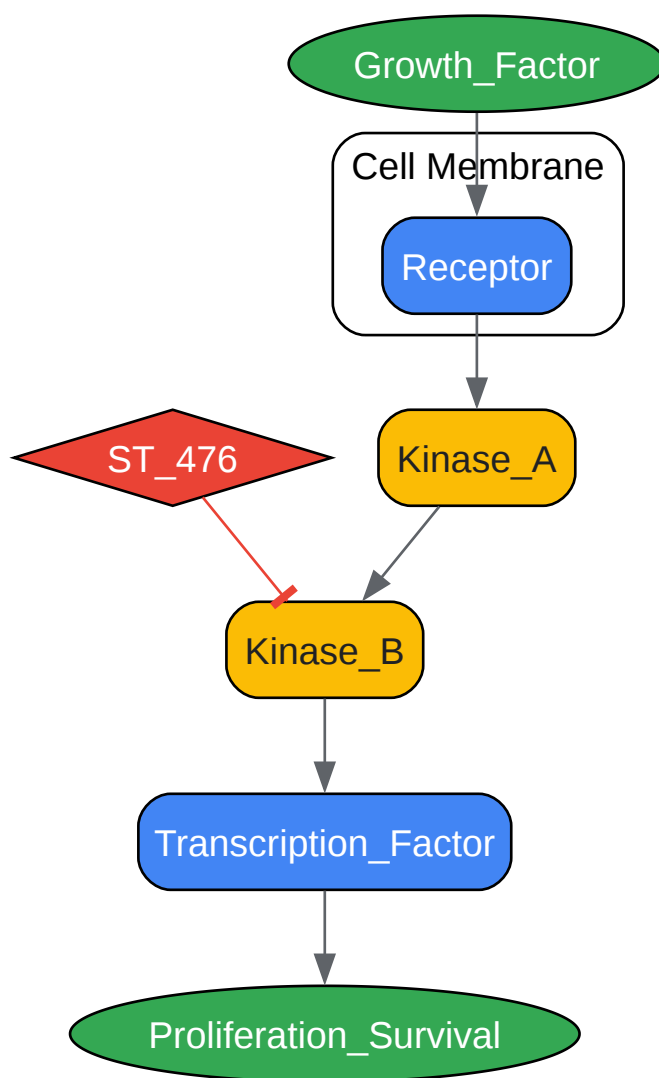 Growth_Factor
Cell Membrane
Receptor
ST_476
Kinase_A
Kinase_B
Transcription_Factor
Proliferation_Survival